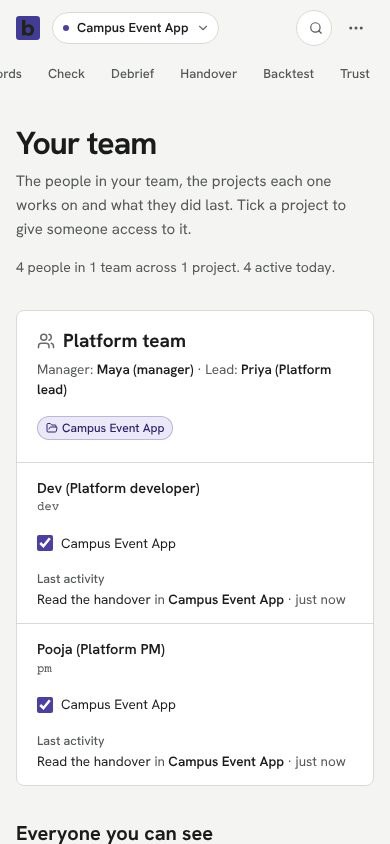 b
Campus Event App
ords Check Debrief Handover Backtest Trust
Your team
The people in your team, the projects each one
works on and what they did last. Tick a project to
give someone access to it.
4 people in 1 team across 1 project. 4 active today.
Platform team
Manager: Maya (manager) · Lead: Priya (Platform
lead)
Campus Event App
Dev (Platform developer)
dev
Campus Event App
Last activity
Read the handover in Campus Event App · just now
Pooja (Platform PM)
pm
Campus Event App
Last activity
Read the handover in Campus Event App · just now
Everyone you can see